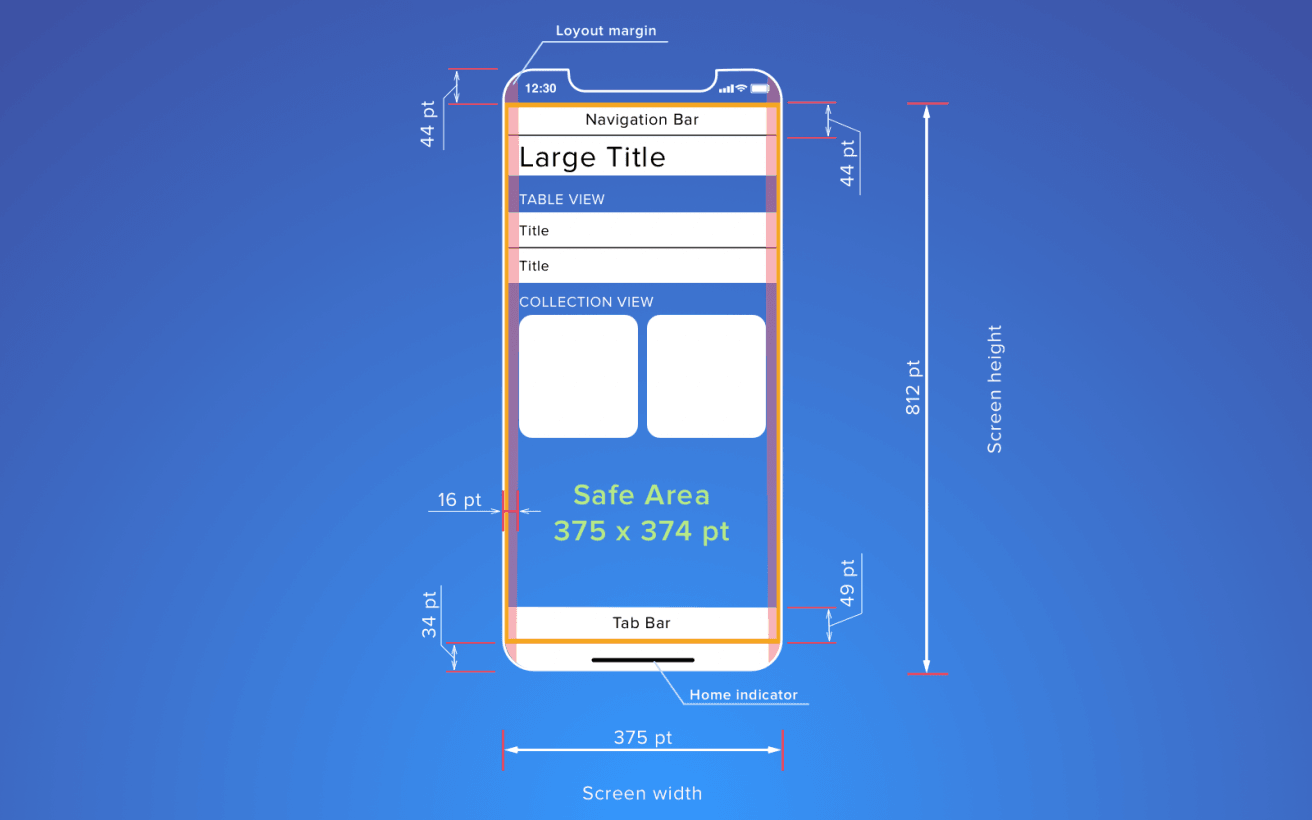 Loyout margin
12:30
44 pt
Navigation Bar
44 pt
Large Title
TABLE VIEW
Title
Title
COLLECTION VIEW
812 pt
Screen height
16 pt
Safe Area
375 x 374 pt
34 pt
49 pt
Tab Bar
Home indicator
375 pt
Screen width